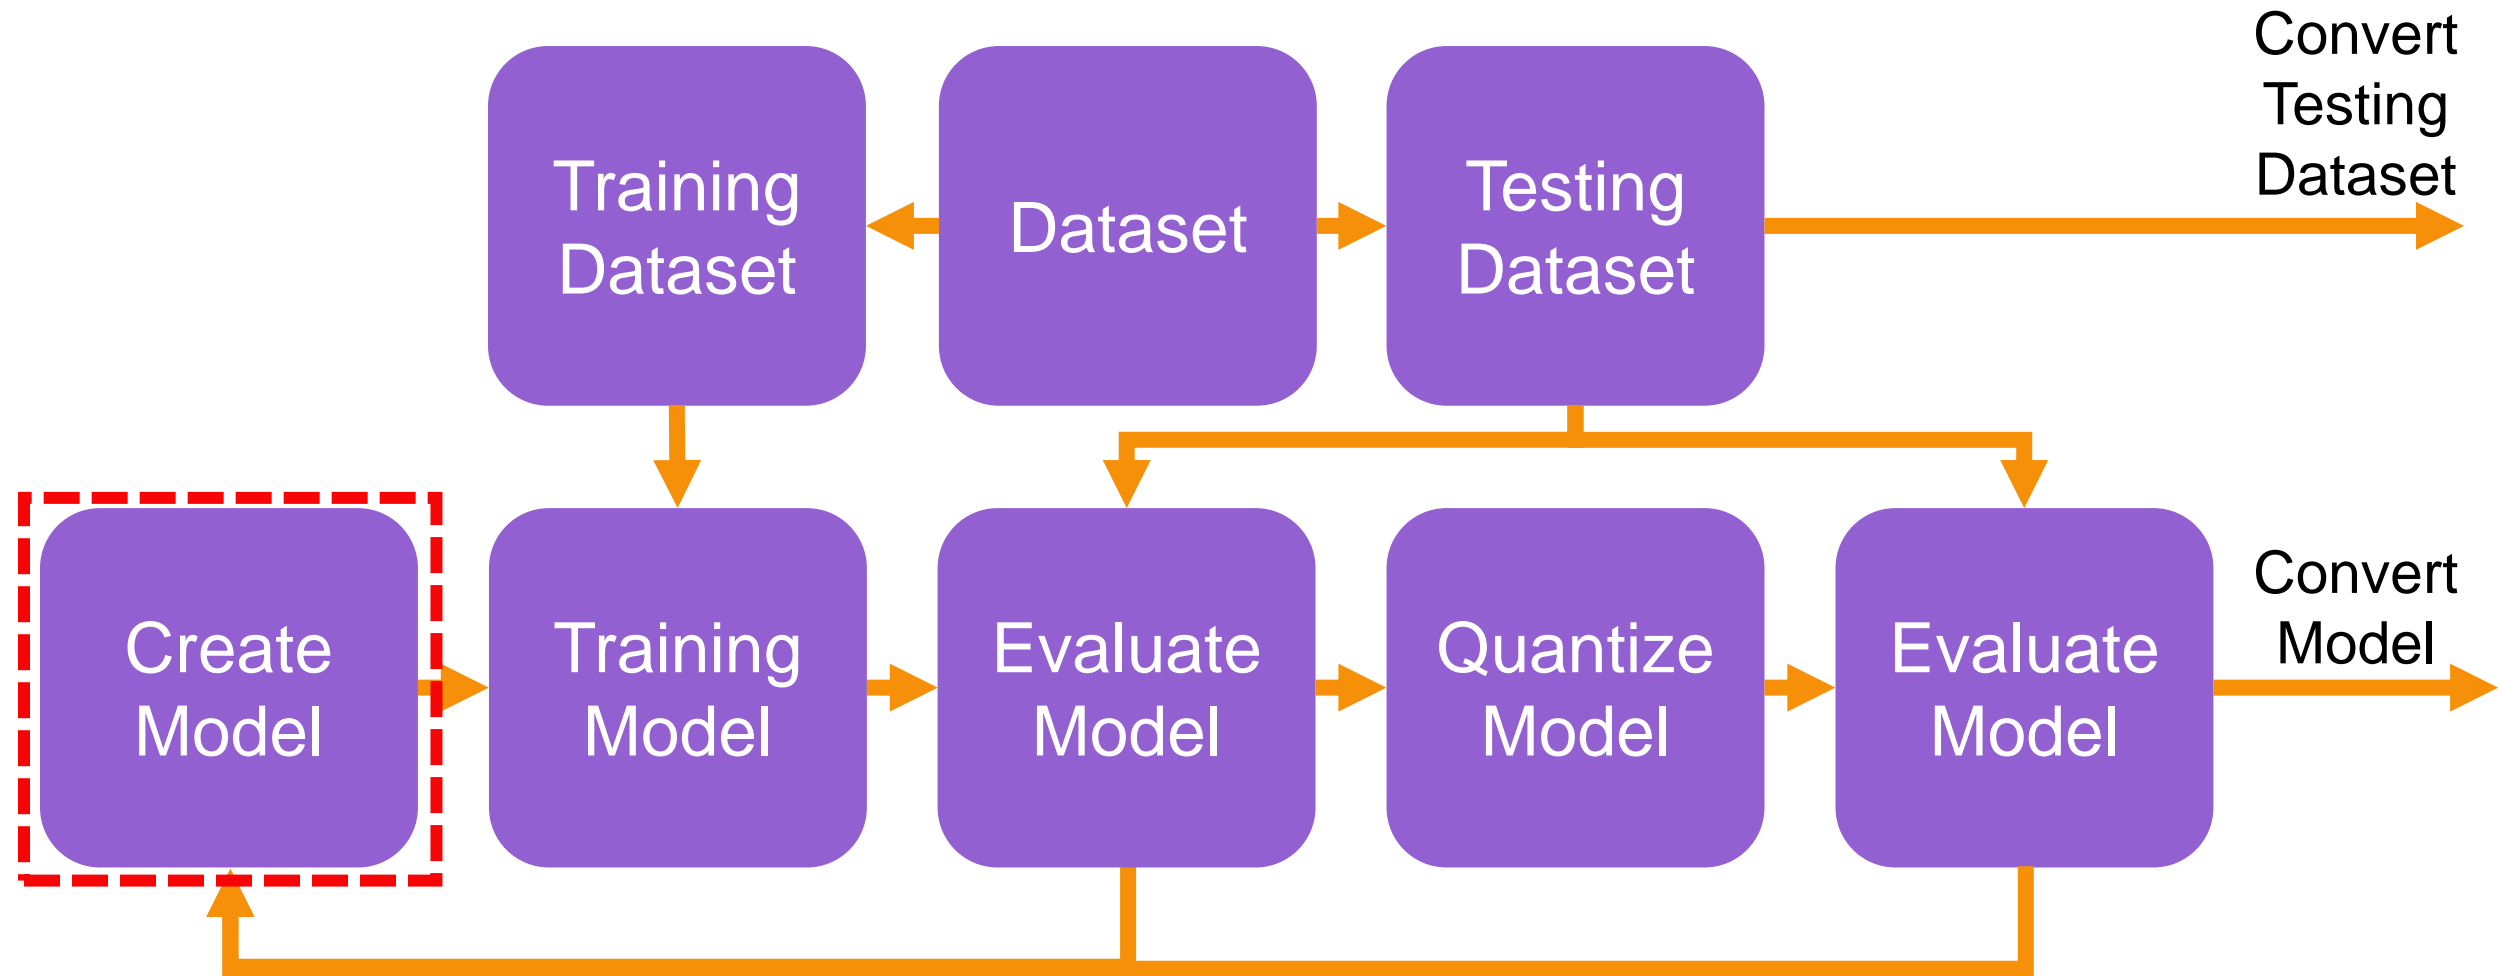 Training
Dataset
Dataset
Testing
Dataset
Convert
Testing
Dataset
Create
Model
Training
Model
Evaluate
Model
Quantize
Model
Evaluate
Model
Convert
Model